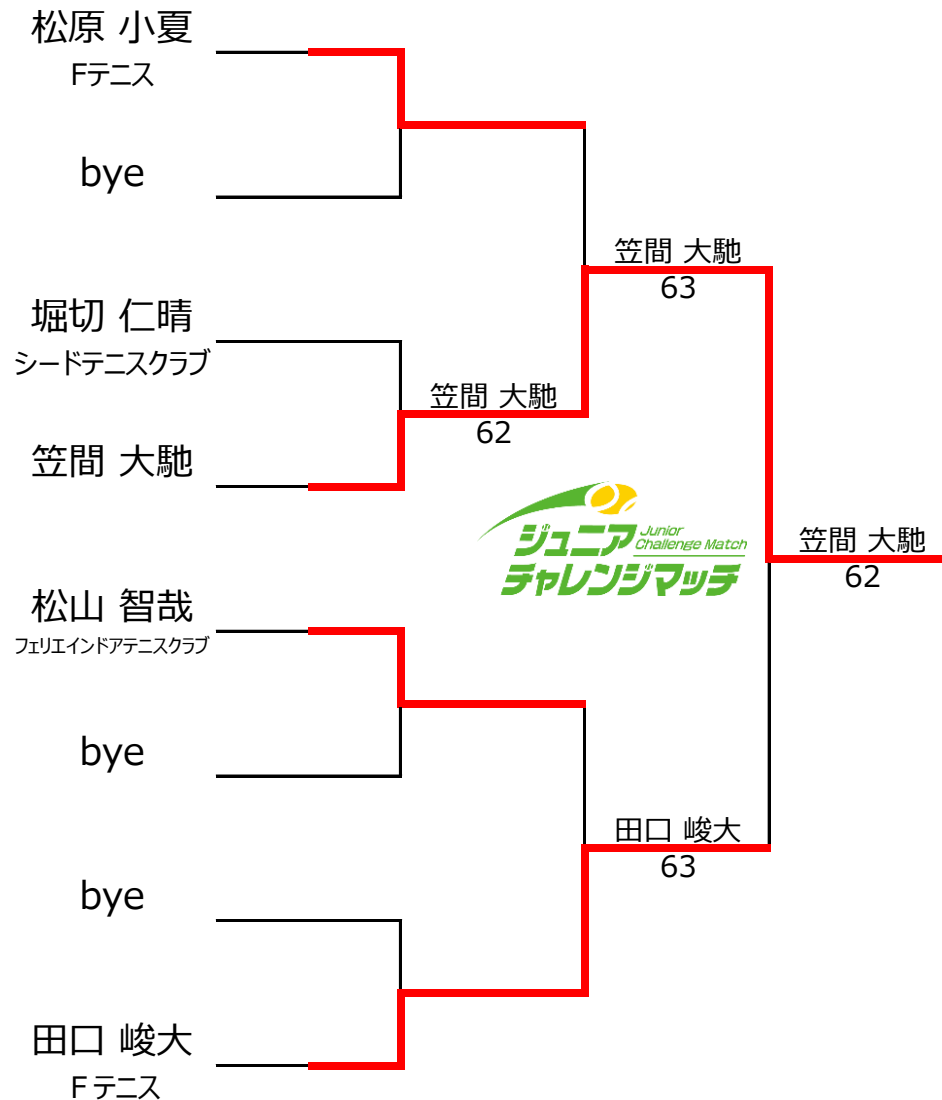 松原 小夏
Fテニス
bye
笠間 大馳
63
堀切 仁晴
シードテニスクラブ
笠間 大馳
62
笠間 大馳
ジュニア
Junior
Challenge Match
チャレンジマッチ
笠間 大馳
62
松山 智哉
フェリエインドアテニスクラブ
bye
田口 峻大
63
bye
田口 峻大
Fテニス